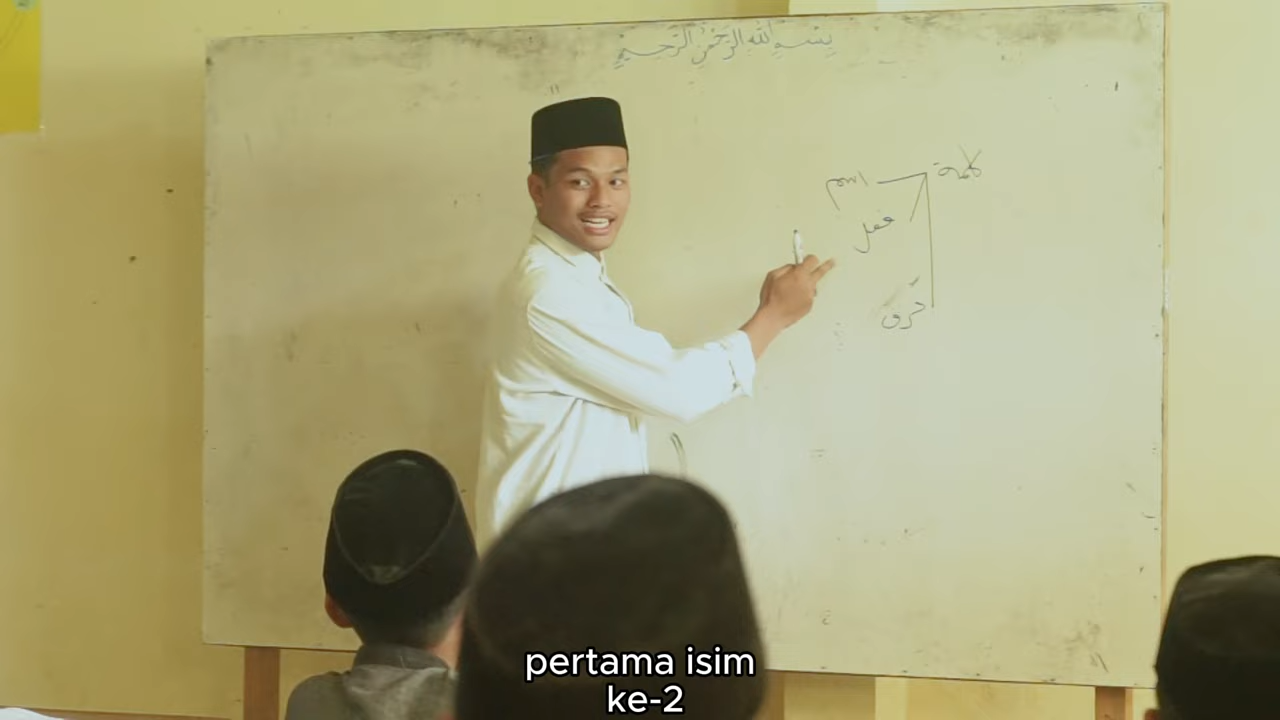 بسم الله الرحمن الرحيم
كلمة
اسم
فعل
حرف
pertama isim
ke-2